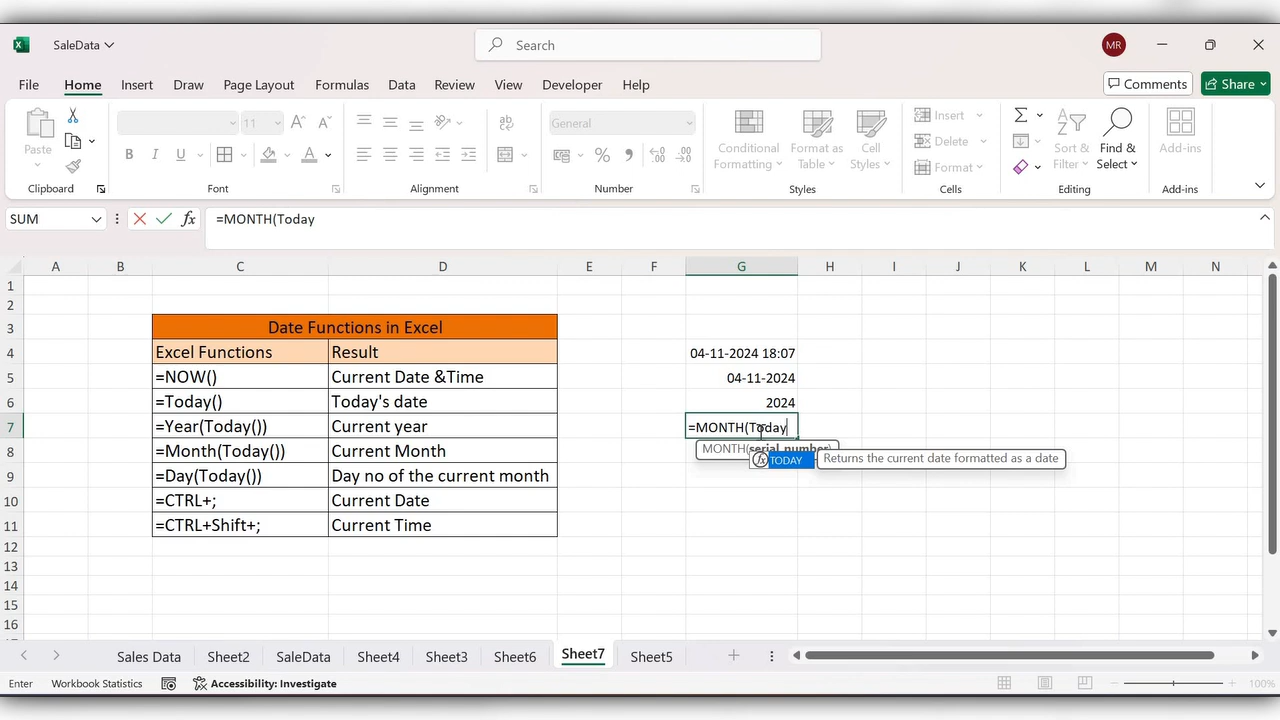 SaleData
Search
MR
File Home Insert Draw Page Layout Formulas Data Review View Developer Help
Comments Share
Paste
11
General
Conditional Formatting
Format as Table
Cell Styles
Insert
Delete
Format
Sort & Filter
Find & Select
Add-ins
Clipboard Font Alignment Number Styles Cells Editing Add-ins
SUM =MONTH(Today
A B C D E F G H I J K L M N
1
2
3 Date Functions in Excel
4 Excel Functions Result 04-11-2024 18:07
5 =NOW() Current Date &Time 04-11-2024
6 =Today() Today's date 2024
7 =Year(Today()) Current year =MONTH(Today
8 =Month(Today()) Current Month MONTH(serial_number)
TODAY Returns the current date formatted as a date
9 =Day(Today()) Day no of the current month
10 =CTRL+; Current Date
11 =CTRL+Shift+; Current Time
12
13
14
15
16
Sales Data Sheet2 SaleData Sheet4 Sheet3 Sheet6 Sheet7 Sheet5
Enter Workbook Statistics Accessibility: Investigate 100%